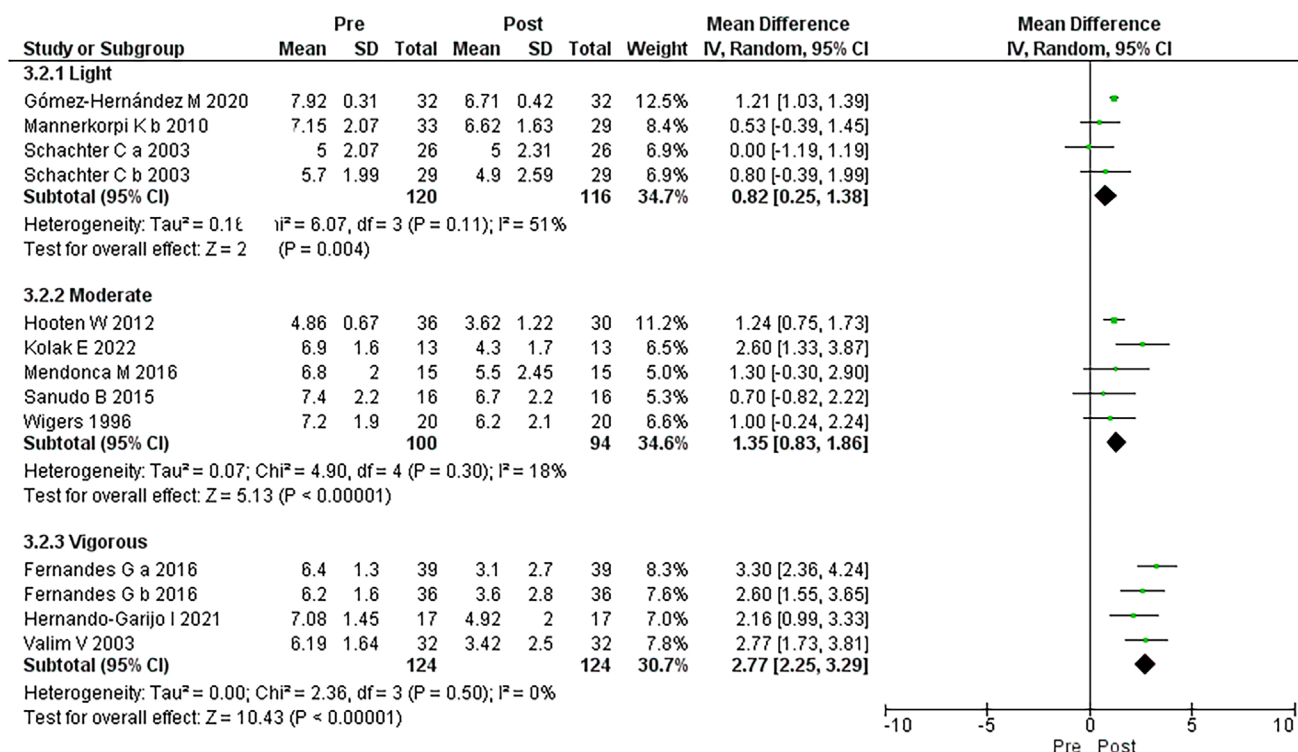 Pre Post Mean Difference Mean Difference
Study or Subgroup Mean SD Total Mean SD Total Weight IV, Random, 95% CI IV, Random, 95% CI
3.2.1 Light
Gómez-Hernández M 2020 7.92 0.31 32 6.71 0.42 32 12.5% 1.21 [1.03, 1.39]
Mannerkorpi K b 2010 7.15 2.07 33 6.62 1.63 29 8.4% 0.53 [-0.39, 1.45]
Schachter C a 2003 5 2.07 26 5 2.31 26 6.9% 0.00 [-1.19, 1.19]
Schachter C b 2003 5.7 1.99 29 4.9 2.59 29 6.9% 0.80 [-0.39, 1.99]
Subtotal (95% CI) 120 116 34.7% 0.82 [0.25, 1.38]
Heterogeneity: Tau² = 0.1 i² = 6.07, df = 3 (P = 0.11); I² = 51%
Test for overall effect: Z = 2 (P = 0.004)
3.2.2 Moderate
Hooten W 2012 4.86 0.67 36 3.62 1.22 30 11.2% 1.24 [0.75, 1.73]
Kolak E 2022 6.9 1.6 13 4.3 1.7 13 6.5% 2.60 [1.33, 3.87]
Mendonca M 2016 6.8 2 15 5.5 2.45 15 5.0% 1.30 [-0.30, 2.90]
Sanudo B 2015 7.4 2.2 16 6.7 2.2 16 5.3% 0.70 [-0.82, 2.22]
Wigers 1996 7.2 1.9 20 6.2 2.1 20 6.6% 1.00 [-0.24, 2.24]
Subtotal (95% CI) 100 94 34.6% 1.35 [0.83, 1.86]
Heterogeneity: Tau² = 0.07; Chi² = 4.90, df = 4 (P = 0.30); I² = 18%
Test for overall effect: Z = 5.13 (P < 0.00001)
3.2.3 Vigorous
Fernandes G a 2016 6.4 1.3 39 3.1 2.7 39 8.3% 3.30 [2.36, 4.24]
Fernandes G b 2016 6.2 1.6 36 3.6 2.8 36 7.6% 2.60 [1.55, 3.65]
Hernando-Garijo I 2021 7.08 1.45 17 4.92 2 17 7.0% 2.16 [0.99, 3.33]
Valim V 2003 6.19 1.64 32 3.42 2.5 32 7.8% 2.77 [1.73, 3.81]
Subtotal (95% CI) 124 124 30.7% 2.77 [2.25, 3.29]
Heterogeneity: Tau² = 0.00; Chi² = 2.36, df = 3 (P = 0.50); I² = 0%
Test for overall effect: Z = 10.43 (P < 0.00001)
-10 -5 0 5 10
Pre Post